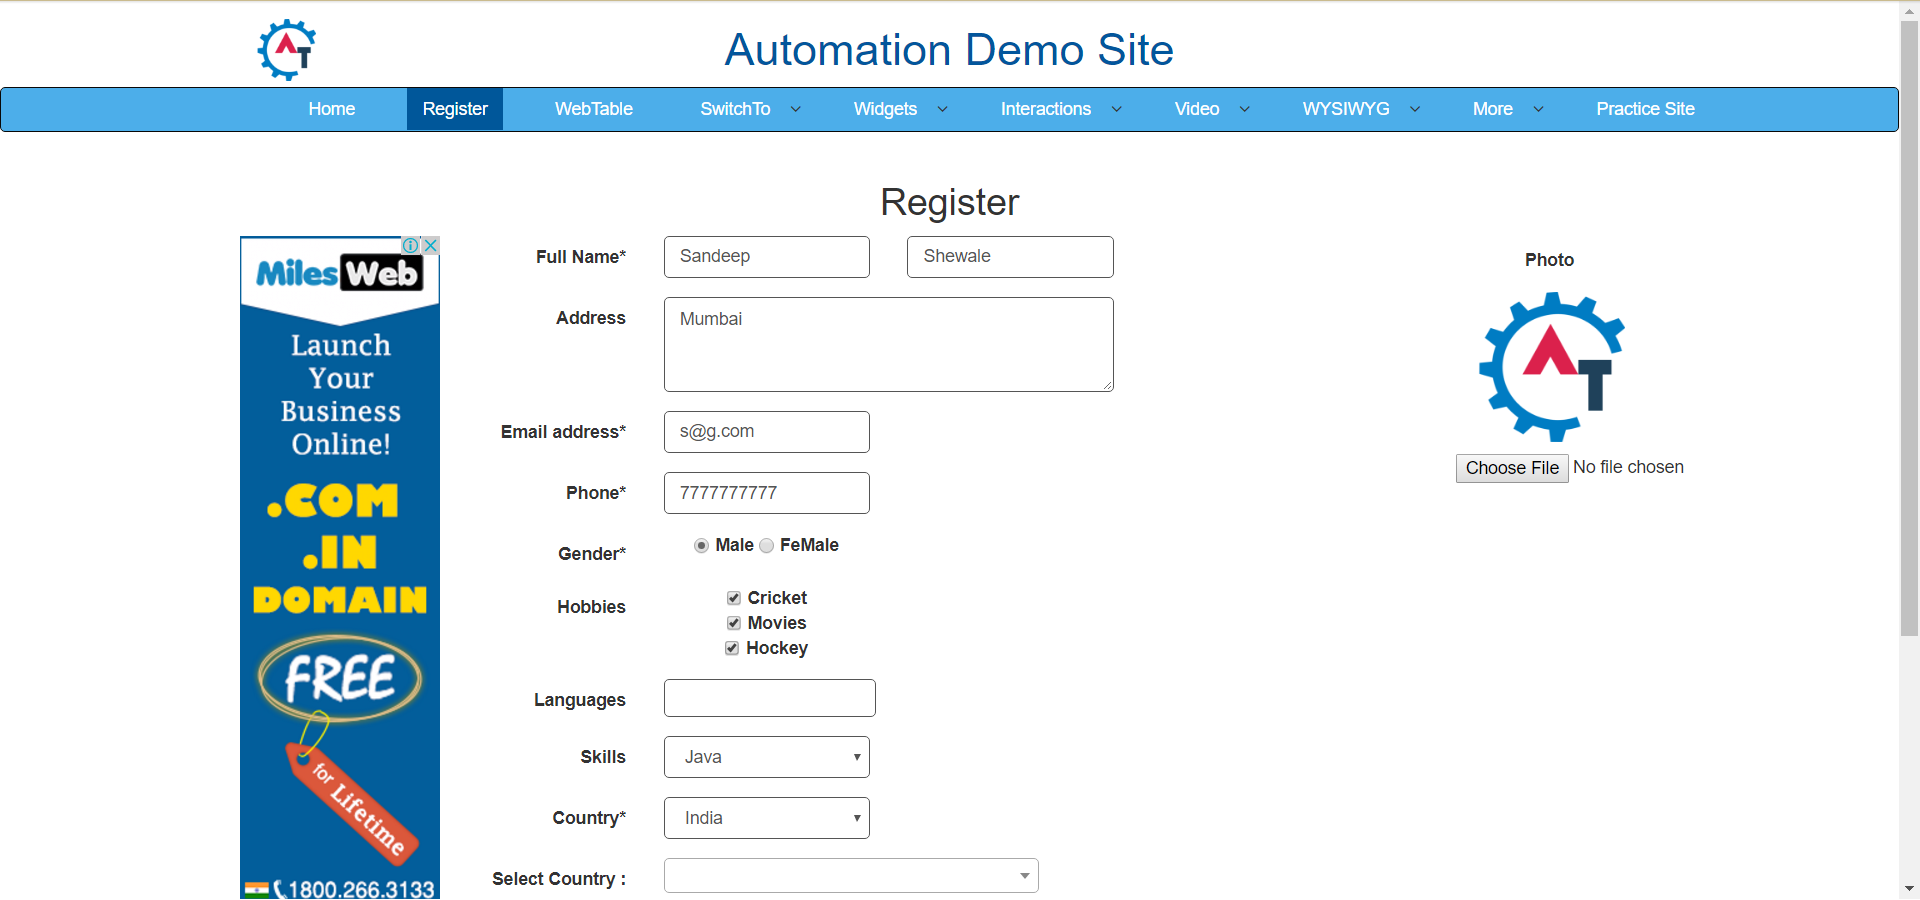 AT
Automation Demo Site
Home Register WebTable SwitchTo Widgets Interactions Video WYSIWYG More Practice Site
Register
MilesWeb
Launch
Your
Business
Online!
.COM
.IN
DOMAIN
FREE
for Lifetime
1800.266.3133
Full Name* Sandeep Shewale
Address Mumbai
Email address* s@g.com
Phone* 7777777777
Gender* Male FeMale
Hobbies Cricket
Movies
Hockey
Languages
Skills Java
Country* India
Select Country :
Photo
AT
Choose File No file chosen